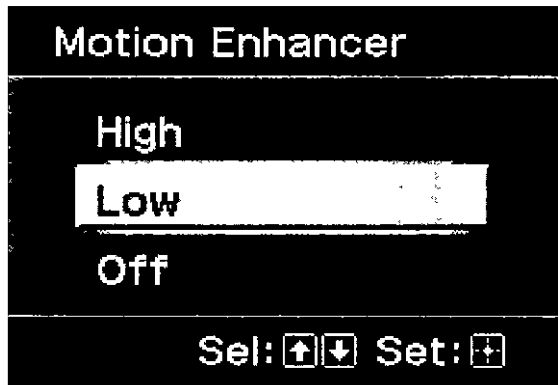 Motion Enhancer
High
Low
Off
Sel:⬆⬇ Set: